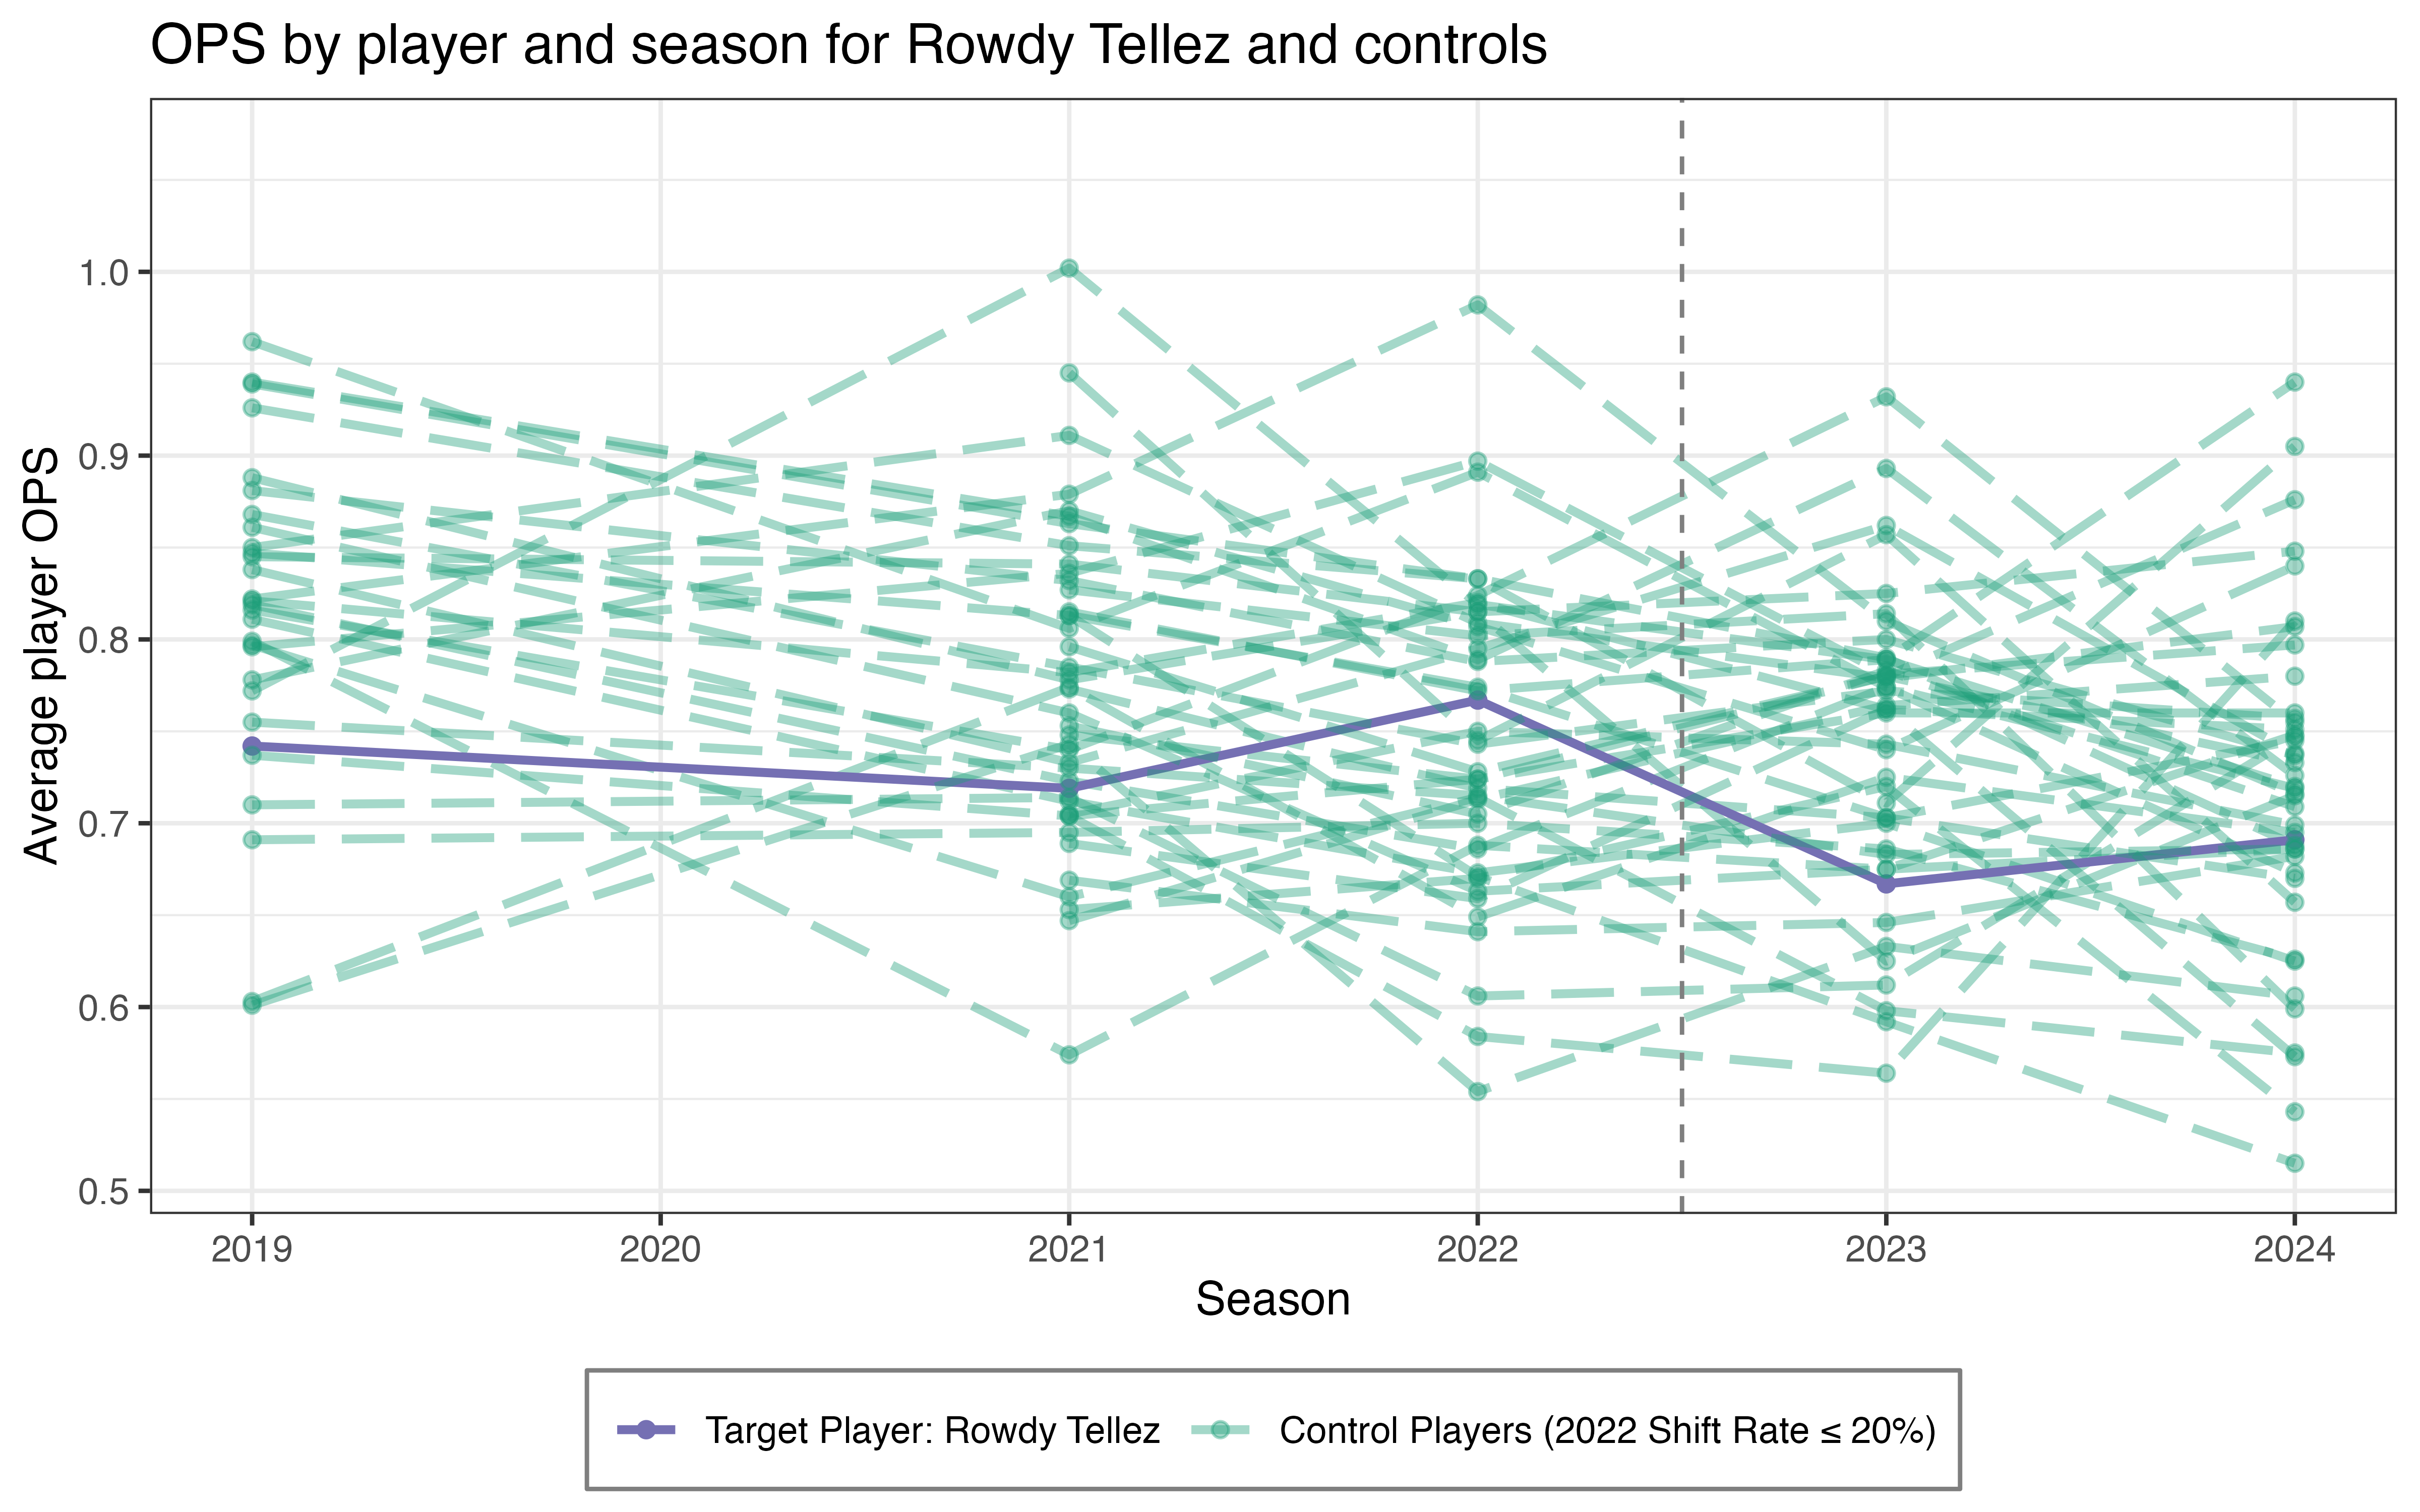 OPS by player and season for Rowdy Tellez and controls
Average player OPS
1.0
0.9
0.8
0.7
0.6
0.5
2019 2020 2021 2022 2023 2024
Season
Target Player: Rowdy Tellez Control Players (2022 Shift Rate ≤ 20%)